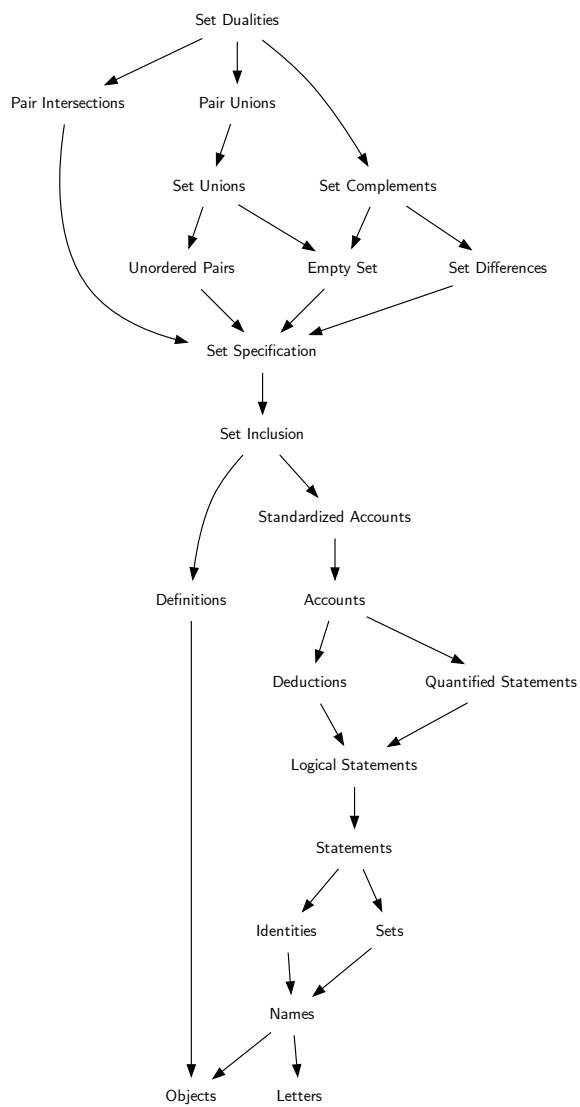 Set Dualities
Pair Intersections
Pair Unions
Set Unions
Set Complements
Unordered Pairs
Empty Set
Set Differences
Set Specification
Set Inclusion
Standardized Accounts
Definitions
Accounts
Deductions
Quantified Statements
Logical Statements
Statements
Identities
Sets
Names
Objects
Letters